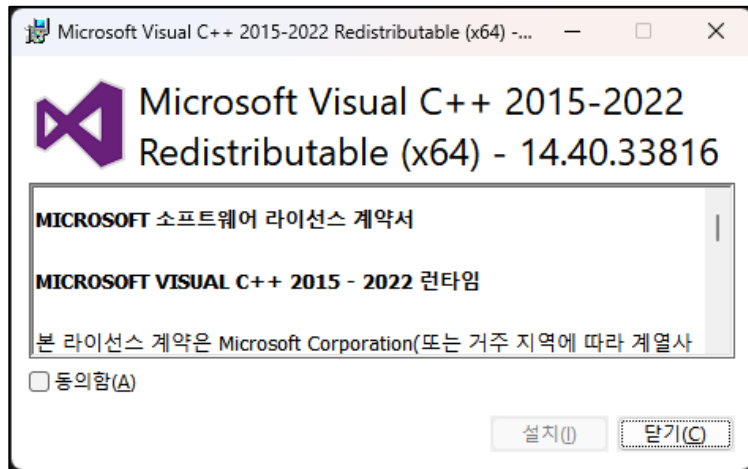 Microsoft Visual C++ 2015-2022 Redistributable (x64) -...
Microsoft Visual C++ 2015-2022
Redistributable (x64) - 14.40.33816
MICROSOFT 소프트웨어 라이선스 계약서
MICROSOFT VISUAL C++ 2015 - 2022 런타임
본 라이선스 계약은 Microsoft Corporation(또는 거주 지역에 따라 계열사
동의함(A)
설치(I) 닫기(C)